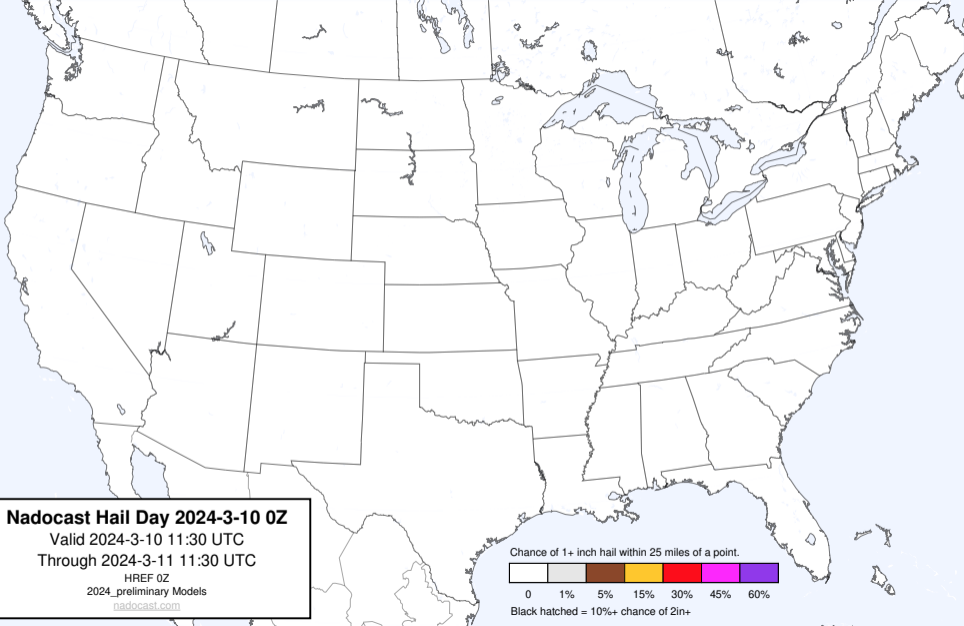 Nadocast Hail Day 2024-3-10 0Z
Valid 2024-3-10 11:30 UTC
Through 2024-3-11 11:30 UTC
HREF 0Z
2024_preliminary Models
nadocast.com
Chance of 1+ inch hail within 25 miles of a point.
0 1% 5% 15% 30% 45% 60%
Black hatched = 10%+ chance of 2in+